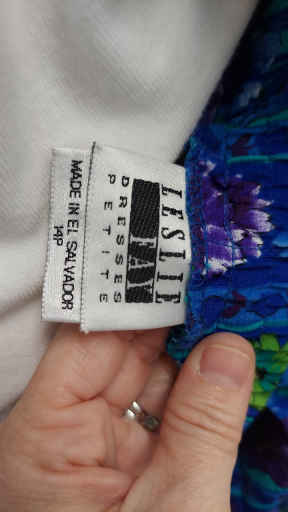 LESLIE
FAY
DRESSES
PETITE
MADE IN EL SALVADOR
14P